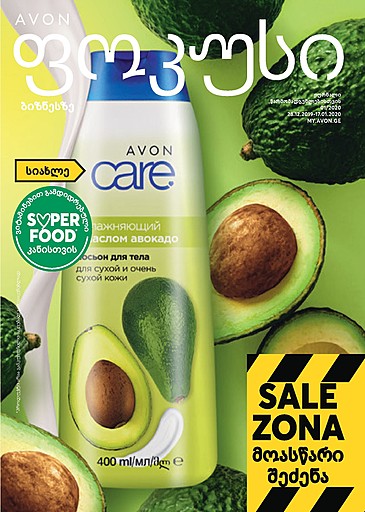 AVON
ფოკუსი
ბიზნესზე
01/2020
28.12.2019-17.01.2020
MY.AVON.GE
სიახლე
AVON
care
ვიტამინებით გამდიდრებული
SUPER
FOOD
კანისთვის
маслом авокадо
лосьон для тела
для сухой и очень
сухой кожи
400 ml/мл/მლ e
SALE
ZONA
მოასწარი
შეძენა